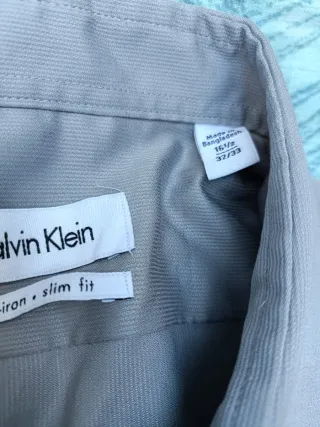 Made in
Bangladesh
16½
32/33
alvin Klein
-iron • slim fit